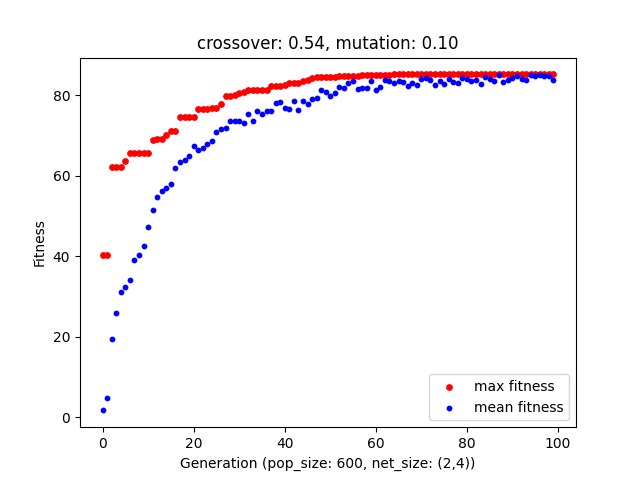 crossover: 0.54, mutation: 0.10
Fitness
80
60
40
20
0
0 20 40 60 80 100
Generation (pop_size: 600, net_size: (2,4))
max fitness
mean fitness